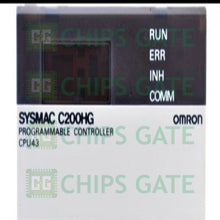 CHIPS GATE
RUN
ERR
INH
COMM
CHIPS GATE
SYSMAC C200HG
OMRON
PROGRAMMABLE CONTROLLER
CPU43
CHIPS GATE